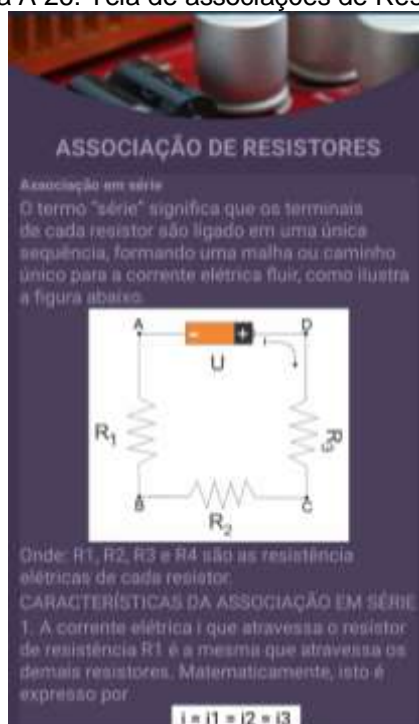 A 26: Tela de associações de Res
ASSOCIAÇÃO DE RESISTORES
Associação em série
O termo "série" significa que os terminais
de cada resistor são ligado em uma única
sequência, formando uma malha ou caminho
único para a corrente elétrica fluir, como ilustra
a figura abaixo.
A - + D
U
R1 R3
B C
R2
Onde: R1, R2, R3 e R4 são as resistência
elétricas de cada resistor.
CARACTERÍSTICAS DA ASSOCIAÇÃO EM SÉRIE
1. A corrente elétrica i que atravessa o resistor
de resistência R1 é a mesma que atravessa os
demais resistores. Matematicamente, isto é
expresso por
i = i1 = i2 = i3